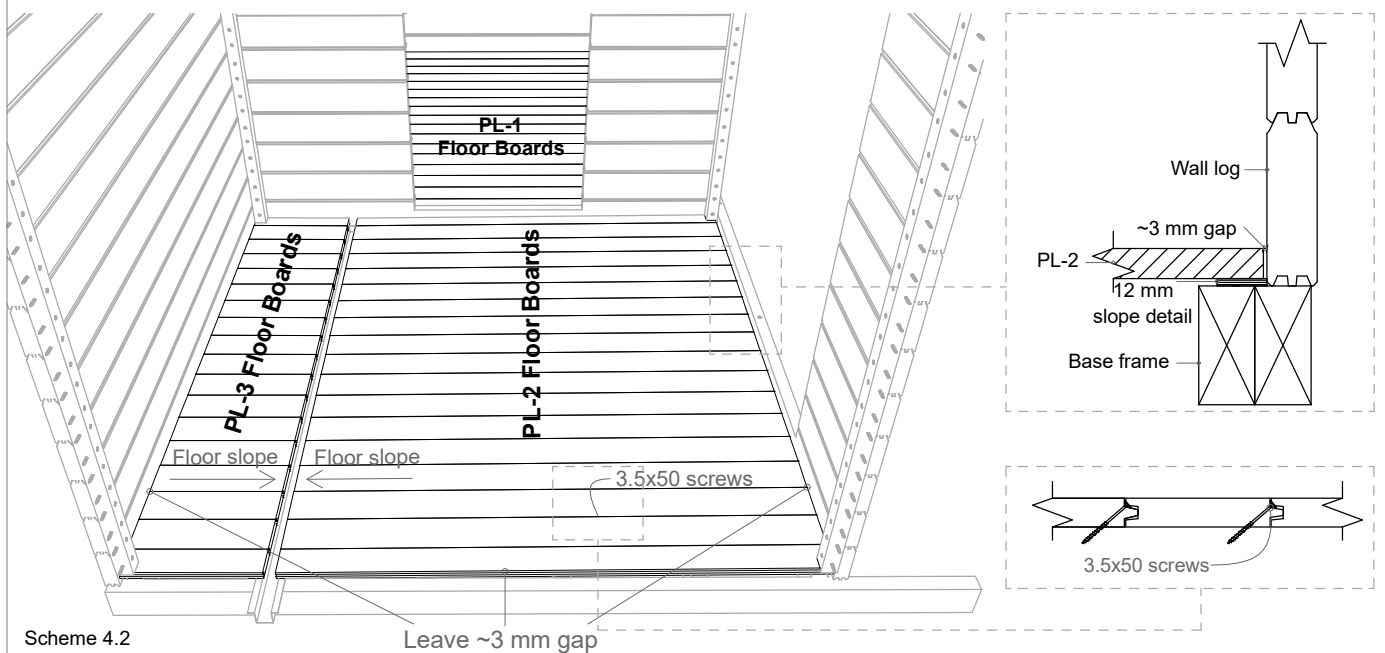 PL-1
Floor Boards
PL-3 Floor Boards
PL-2 Floor Boards
Floor slope
Floor slope
3.5x50 screws
Leave ~3 mm gap
Scheme 4.2
Wall log
~3 mm gap
PL-2
12 mm
slope detail
Base frame
3.5x50 screws